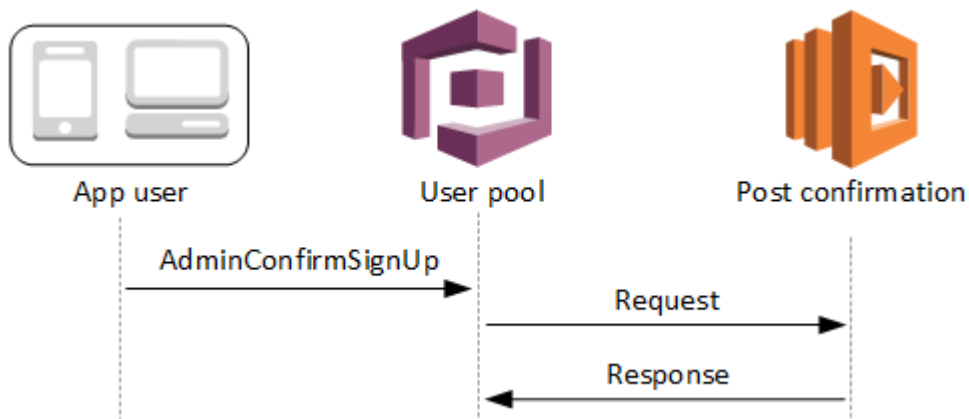 App user
User pool
Post confirmation
AdminConfirmSignUp
Request
Response